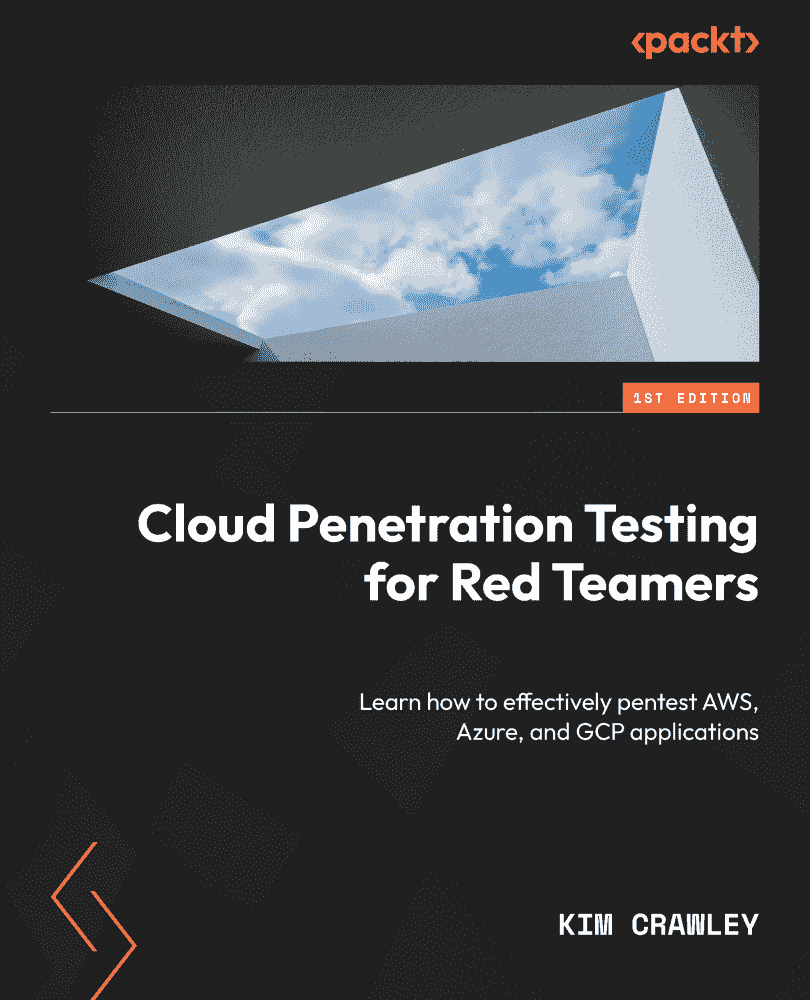 <packt>
1ST EDITION
Cloud Penetration Testing
for Red Teamers
Learn how to effectively pentest AWS,
Azure, and GCP applications
KIM CRAWLEY